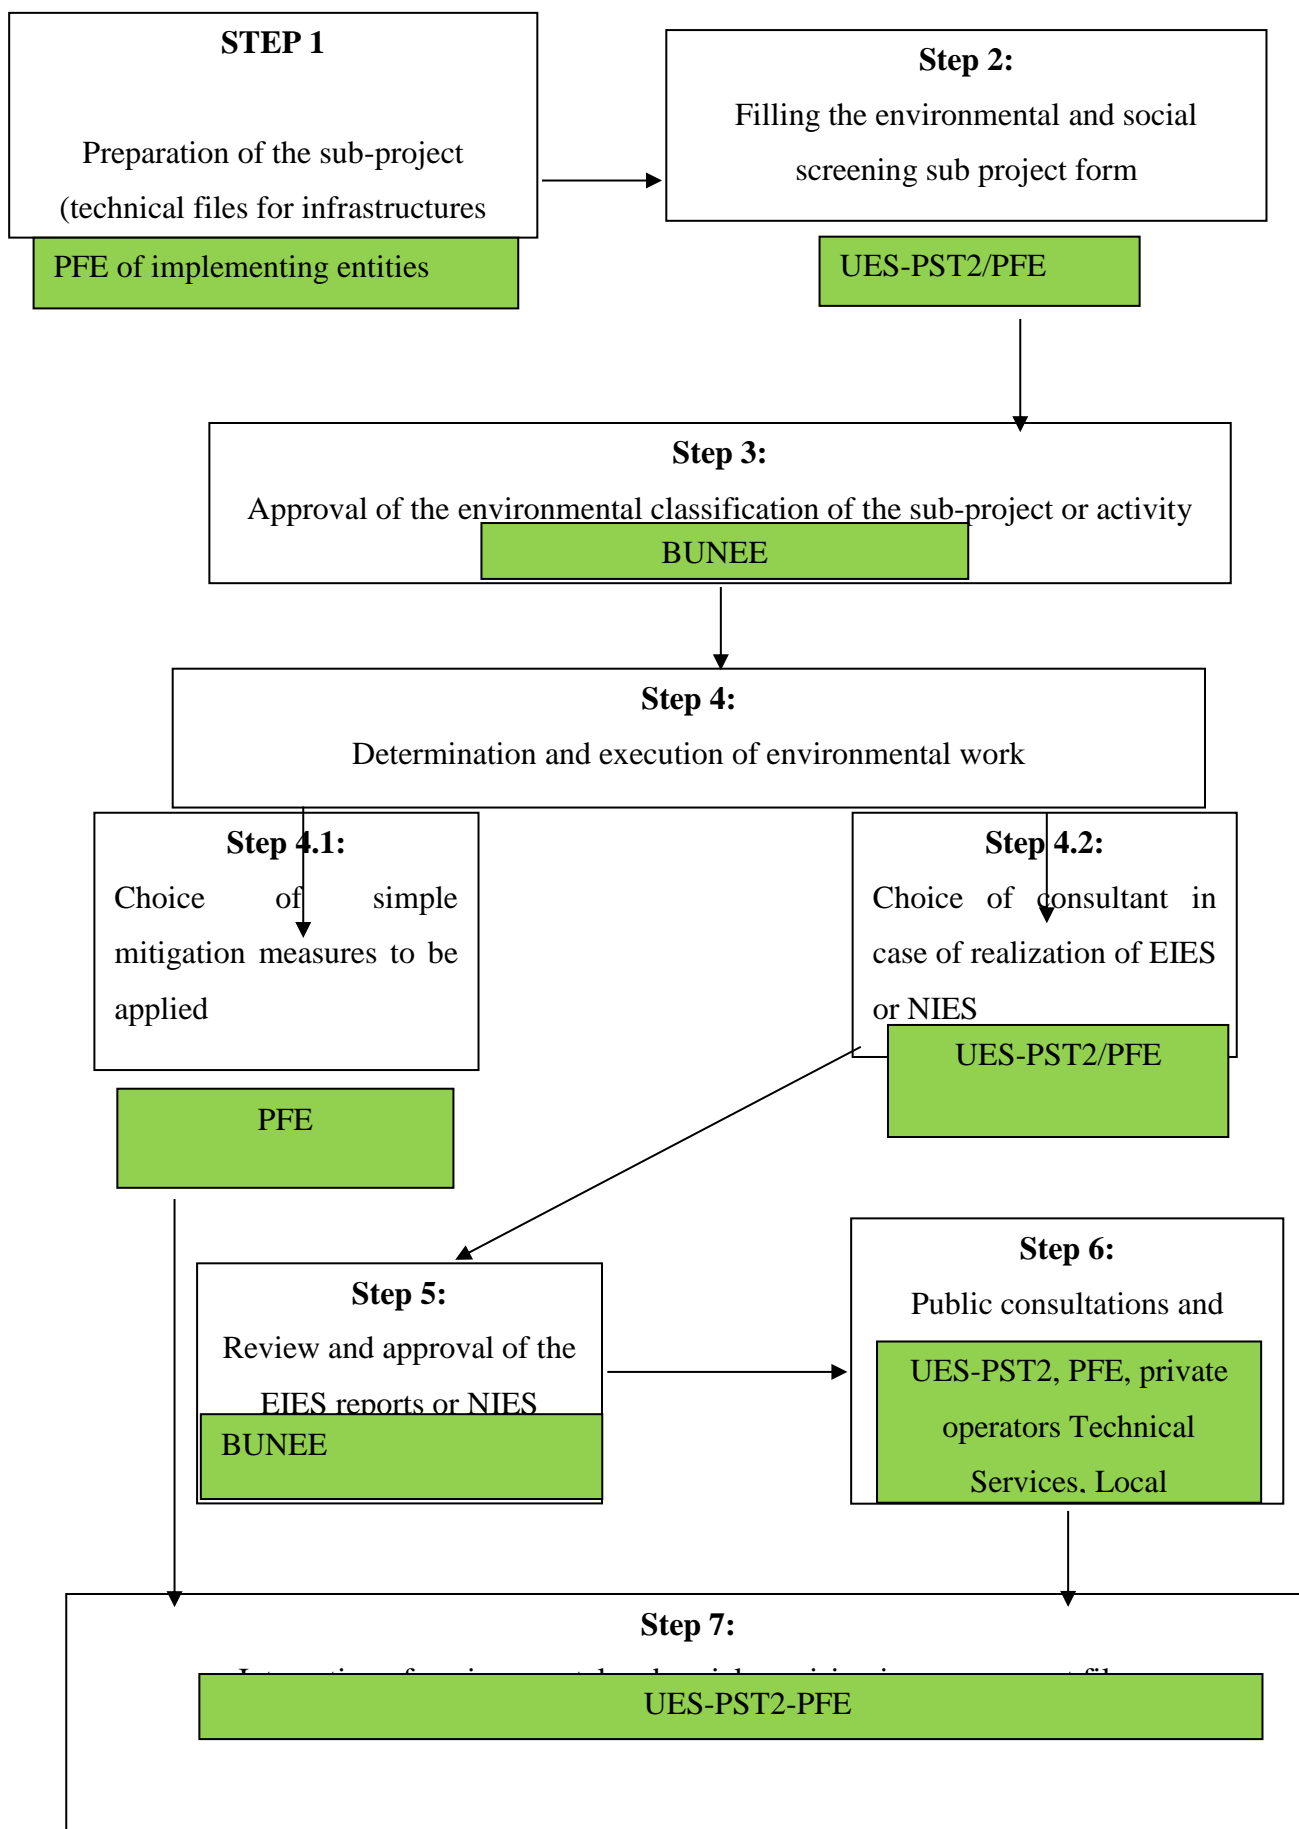 STEP 1
Preparation of the sub-project
(technical files for infrastructures
PFE of implementing entities
Step 2:
Filling the environmental and social
screening sub project form
UES-PST2/PFE
Step 3:
Approval of the environmental classification of the sub-project or activity
BUNEE
Step 4:
Determination and execution of environmental work
Step 4.1:
Choice of simple
mitigation measures to be
applied
PFE
Step 4.2:
Choice of consultant in
case of realization of EIES
or NIES
UES-PST2/PFE
Step 5:
Review and approval of the
EIES reports or NIES
BUNEE
Step 6:
Public consultations and
UES-PST2, PFE, private
operators Technical
Services, Local
Step 7:
UES-PST2-PFE